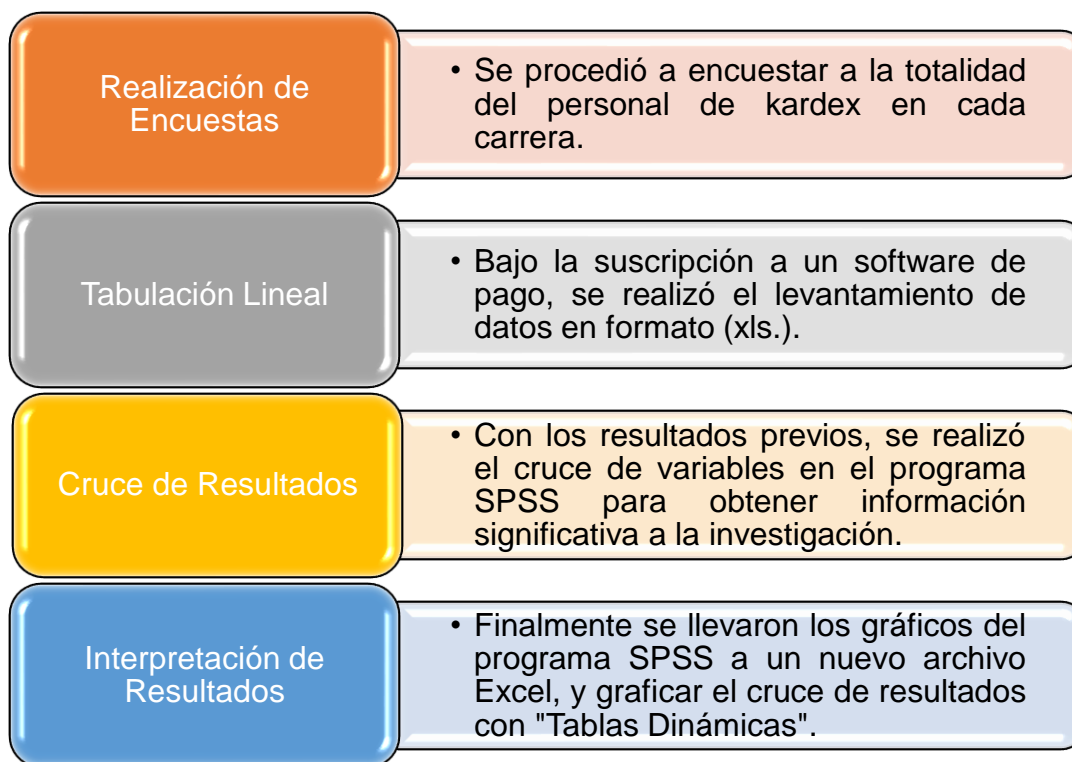 Realización de
Encuestas
• Se procedió a encuestar a la totalidad
del personal de kardex en cada
carrera.
Tabulación Lineal
• Bajo la suscripción a un software de
pago, se realizó el levantamiento de
datos en formato (xls.).
Cruce de Resultados
• Con los resultados previos, se realizó
el cruce de variables en el programa
SPSS para obtener información
significativa a la investigación.
Interpretación de
Resultados
• Finalmente se llevaron los gráficos del
programa SPSS a un nuevo archivo
Excel, y graficar el cruce de resultados
con "Tablas Dinámicas".